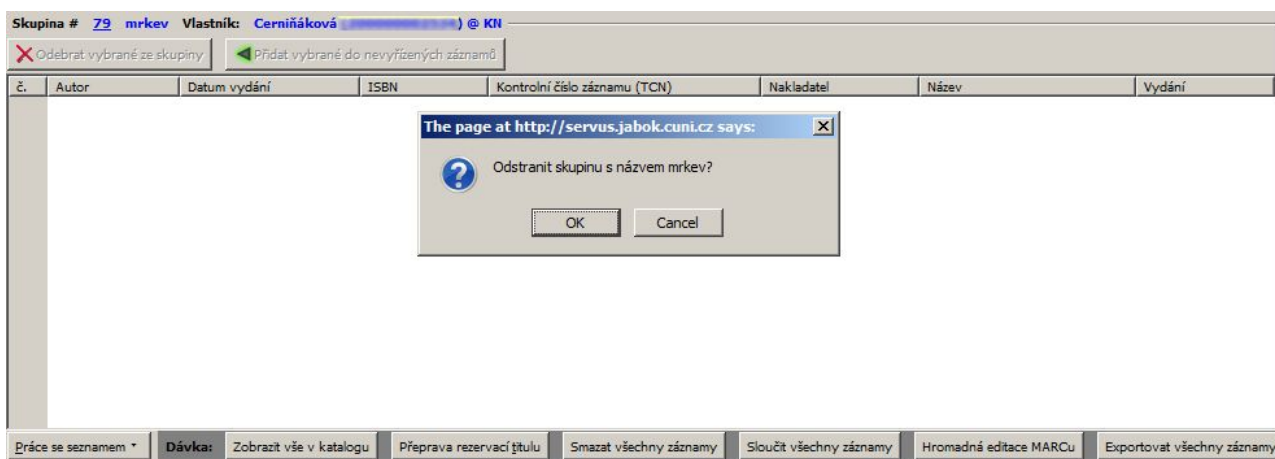 Skupina # 79 mrkev Vlastník: Cerniňáková ) @ KN
Odebrat vybrané ze skupiny Přidat vybrané do nevyřízených záznamů
č. Autor Datum vydání ISBN Kontrolní číslo záznamu (TCN) Nakladatel Název Vydání
The page at http://servus.jabok.cuni.cz says:
Odstranit skupinu s názvem mrkev?
OK Cancel
Práce se seznamem Dávka: Zobrazit vše v katalogu Přeprava rezervací titulu Smazat všechny záznamy Sloučit všechny záznamy Hromadná editace MARCu Exportovat všechny záznamy